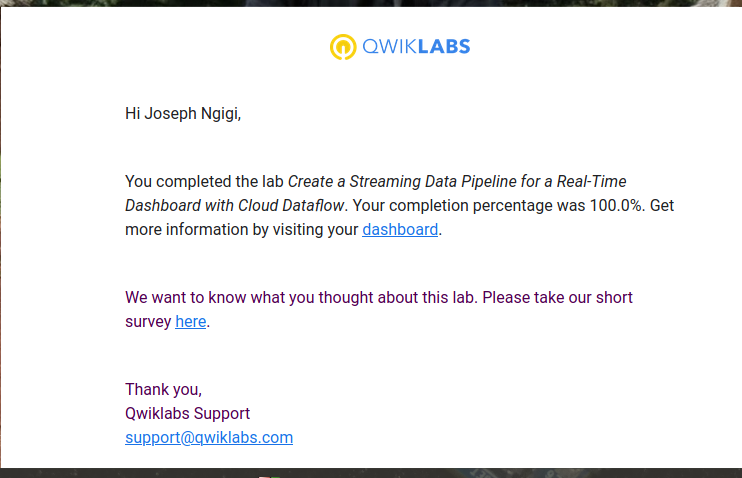 QWIKLABS
Hi Joseph Ngigi,
You completed the lab Create a Streaming Data Pipeline for a Real-Time
Dashboard with Cloud Dataflow. Your completion percentage was 100.0%. Get
more information by visiting your dashboard.
We want to know what you thought about this lab. Please take our short
survey here.
Thank you,
Qwiklabs Support
support@qwiklabs.com